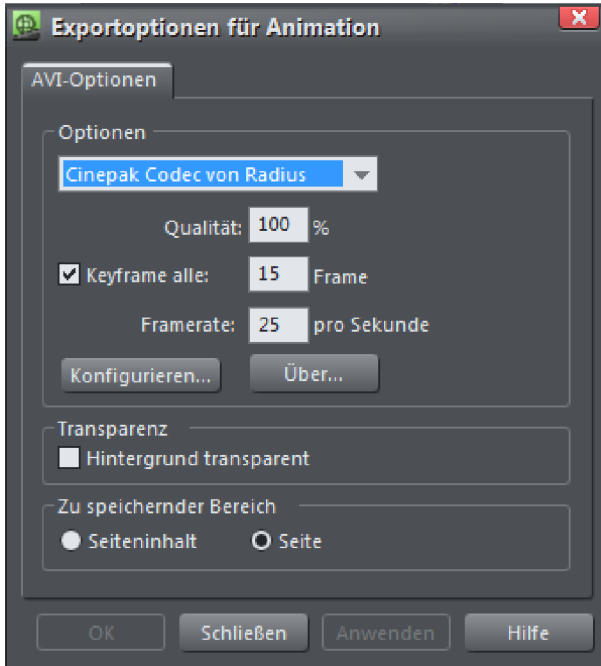 Exportoptionen für Animation
AVI-Optionen
Optionen
Cinepak Codec von Radius
Qualität: 100 %
Keyframe alle: 15 Frame
Framerate: 25 pro Sekunde
Konfigurieren... Über...
Transparenz
Hintergrund transparent
Zu speichernder Bereich
Seiteninhalt Seite
OK Schließen Anwenden Hilfe